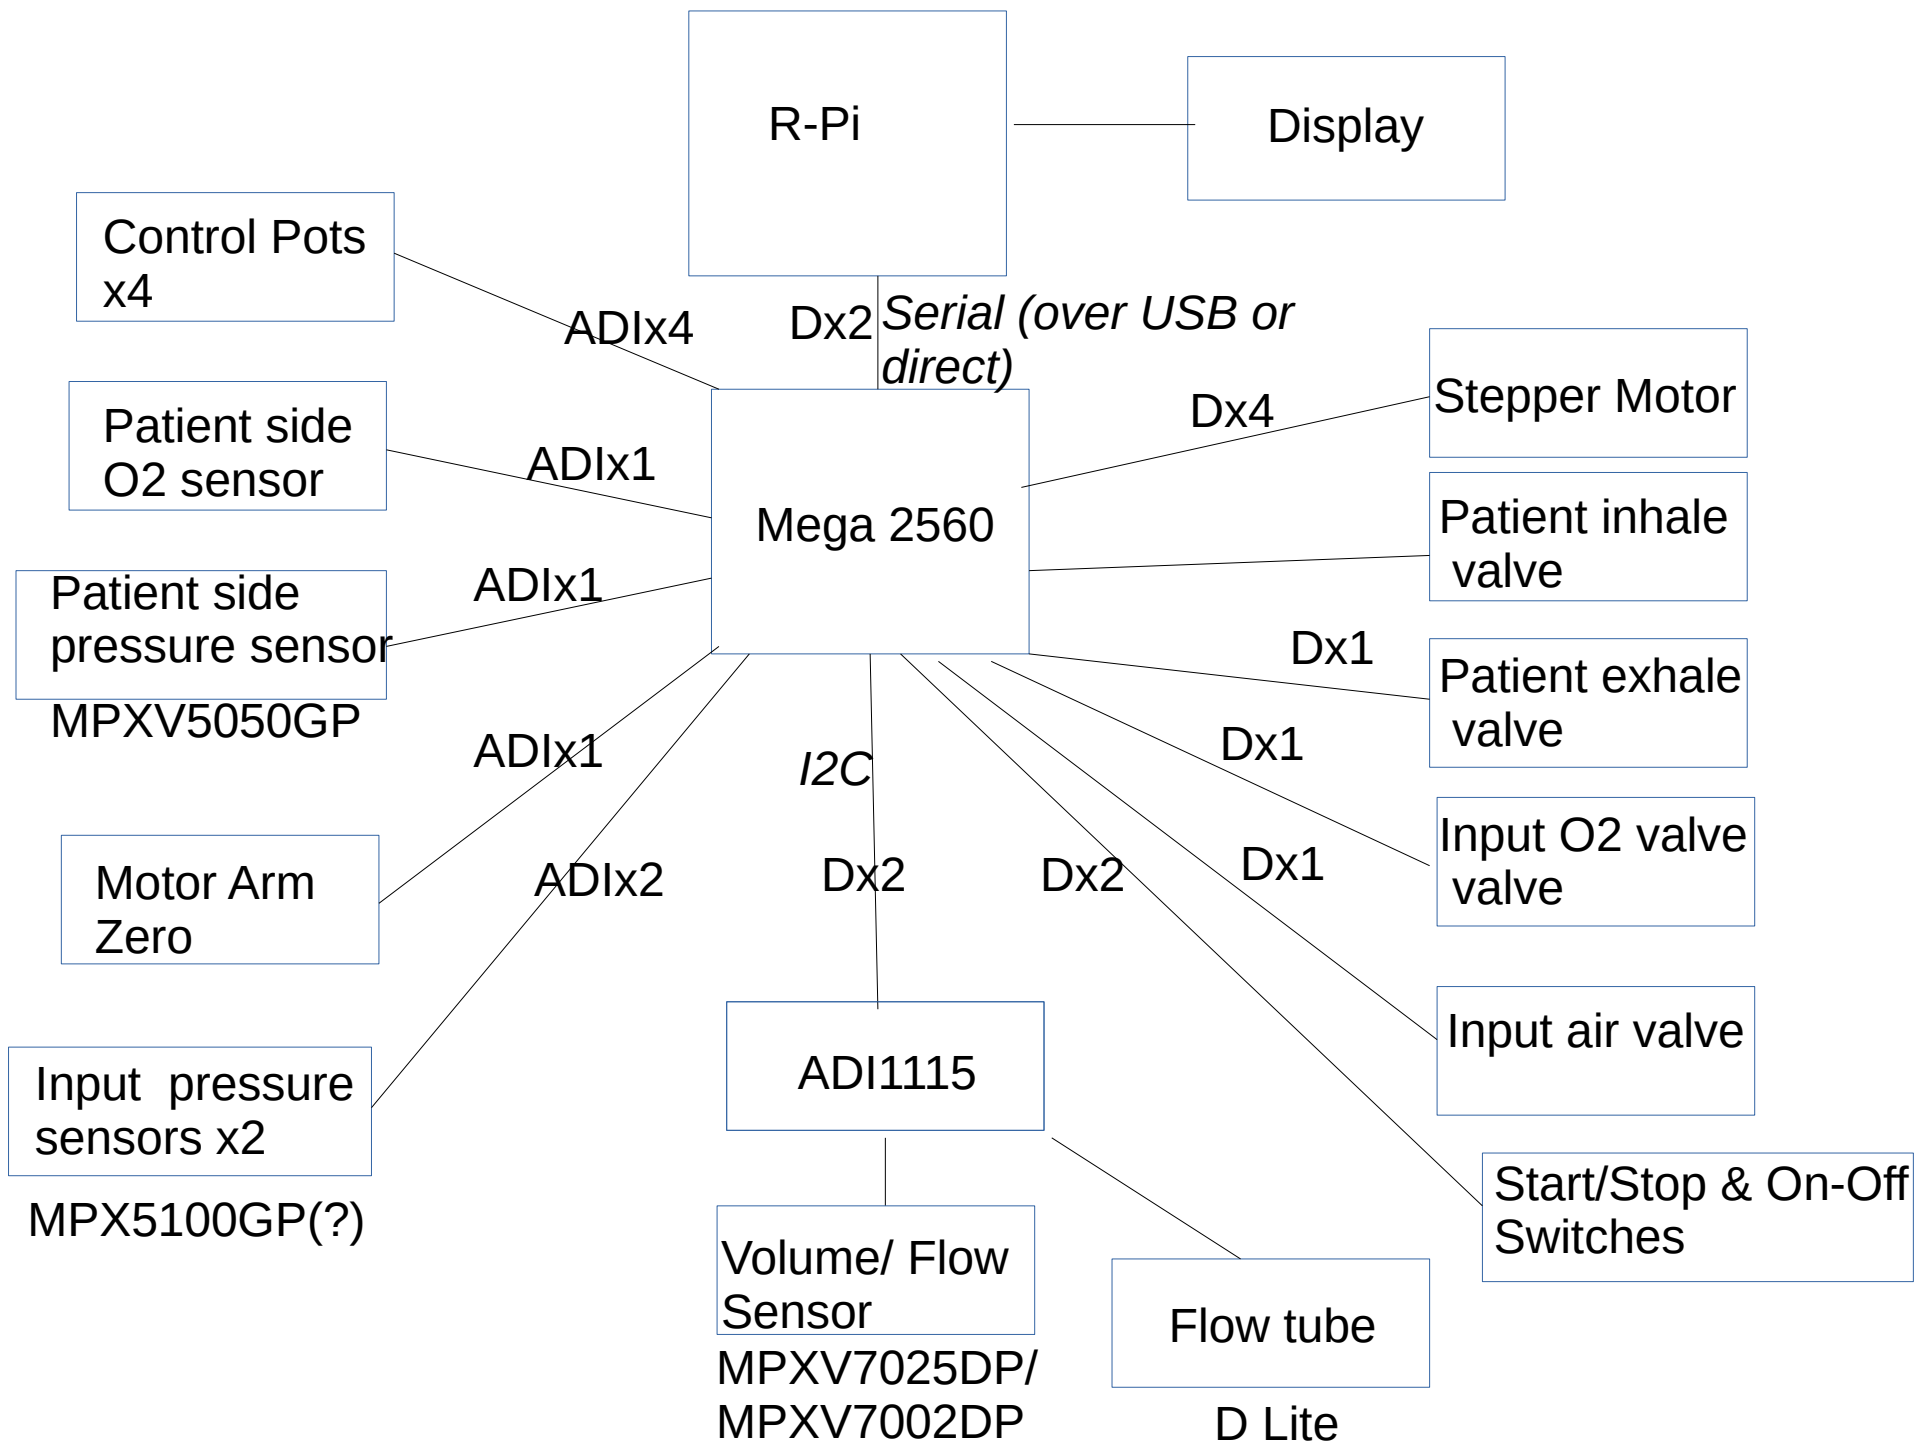 R-Pi
Display
Control Pots
x4
ADIx4
Dx2
Serial (over USB or
direct)
Patient side
O2 sensor
ADIx1
Mega 2560
Dx4
Stepper Motor
Patient inhale
valve
Patient side
pressure sensor
MPXV5050GP
ADIx1
Dx1
Patient exhale
valve
ADIx1
I2C
Dx1
Input O2 valve
valve
Motor Arm
Zero
ADIx2
Dx2
Dx2
Dx1
Input air valve
Input  pressure
sensors x2
MPX5100GP(?)
ADI1115
Start/Stop & On-Off
Switches
Volume/ Flow
Sensor
MPXV7025DP/
MPXV7002DP
Flow tube
D Lite